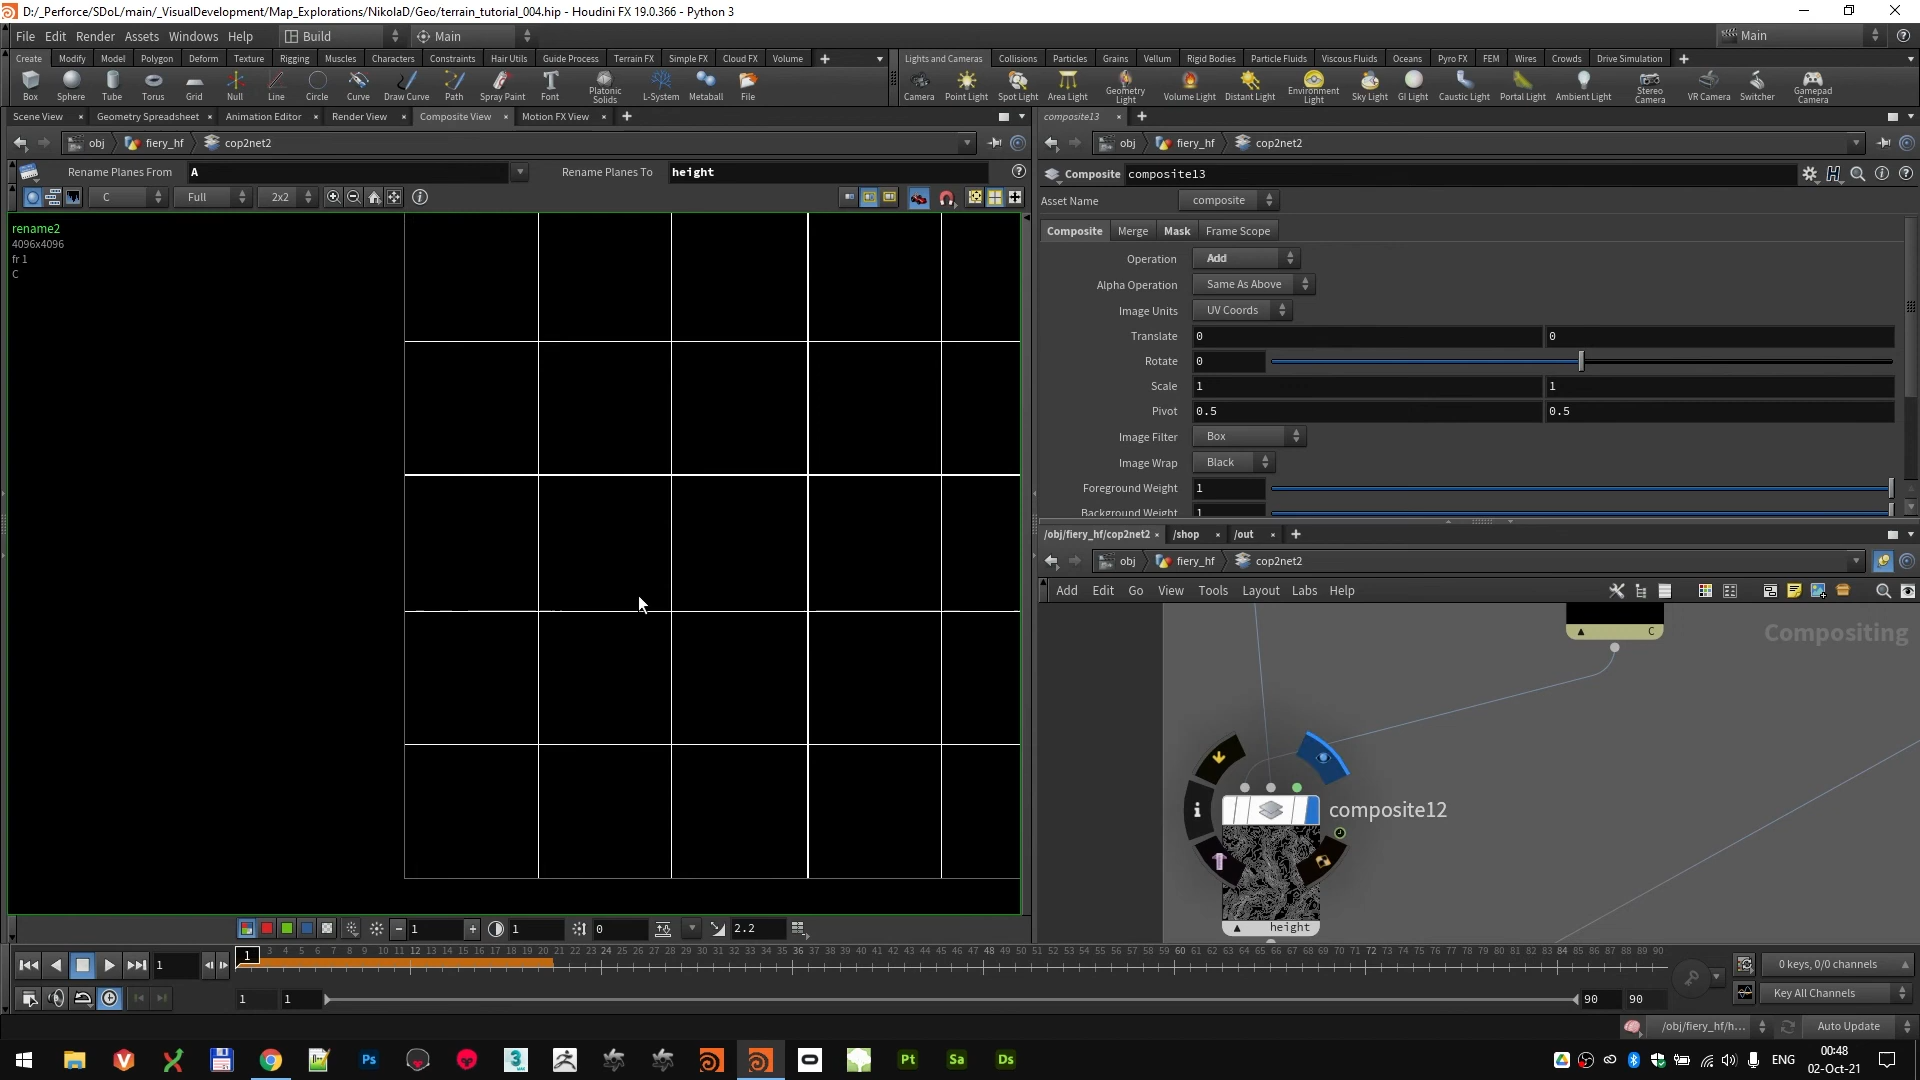 D:/_Perforce/SDoL/main/_VisualDevelopment/Map_Explorations/NikolaD/Geo/terrain_tutorial_004.hip - Houdini FX 19.0.366 - Python 3
File Edit Render Assets Windows Help Build Main Main
Create Modify Model Polygon Deform Texture Rigging Muscles Characters Constraints Hair Utils Guide Process Terrain FX Simple FX Cloud FX Volume
Lights and Cameras Collisions Particles Grains Vellum Rigid Bodies Particle Fluids Viscous Fluids Oceans Pyro FX FEM Wires Crowds Drive Simulation
Box Sphere Tube Torus Grid Null Line Circle Curve Draw Curve Path Spray Paint Font Platonic Solids L-System Metaball File
Camera Point Light Spot Light Area Light Geometry Light Volume Light Distant Light Environment Light Sky Light GI Light Caustic Light Portal Light Ambient Light Stereo Camera VR Camera Switcher Gamepad Camera
Scene View Geometry Spreadsheet Animation Editor Render View Composite View Motion FX View
obj fiery_hf cop2net2
Rename Planes From A Rename Planes To height
C Full 2x2
rename2
4096x4096
fr 1
C
1 1 0 2.2
composite13
obj fiery_hf cop2net2
Composite composite13
Asset Name composite
Composite Merge Mask Frame Scope
Operation Add
Alpha Operation Same As Above
Image Units UV Coords
Translate 0 0
Rotate 0
Scale 1 1
Pivot 0.5 0.5
Image Filter Box
Image Wrap Black
Foreground Weight 1
Background Weight 1
/obj/fiery_hf/cop2net2 /shop /out
obj fiery_hf cop2net2
Add Edit Go View Tools Layout Labs Help
C
Compositing
composite12
height
1 1 3 4 5 6 7 8 9 10 11 12 13 14 15 16 17 18 19 20 21 22 23 24 25 26 27 28 29 30 31 32 33 34 35 36 37 38 39 40 41 42 43 44 45 46 47 48 49 50 51 52 53 54 55 56 57 58 59 60 61 62 63 64 65 66 67 68 69 70 71 72 73 74 75 76 77 78 79 80 81 82 83 84 85 86 87 88 89 90
0 keys, 0/0 channels
1 1 90 90
Key All Channels
/obj/fiery_hf/h... Auto Update
Ps Pt Sa Ds
ENG 00:48
02-Oct-21